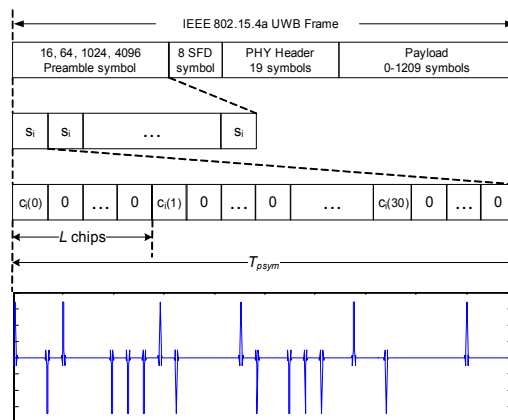 IEEE 802.15.4a UWB Frame
16, 64, 1024, 4096
Preamble symbol
8 SFD
symbol
PHY Header
19 symbols
Payload
0-1209 symbols
si si ... si
ci(0) 0 ... 0 ci(1) 0 ... 0 ... ci(30) 0 ... 0
L chips
Tpsym